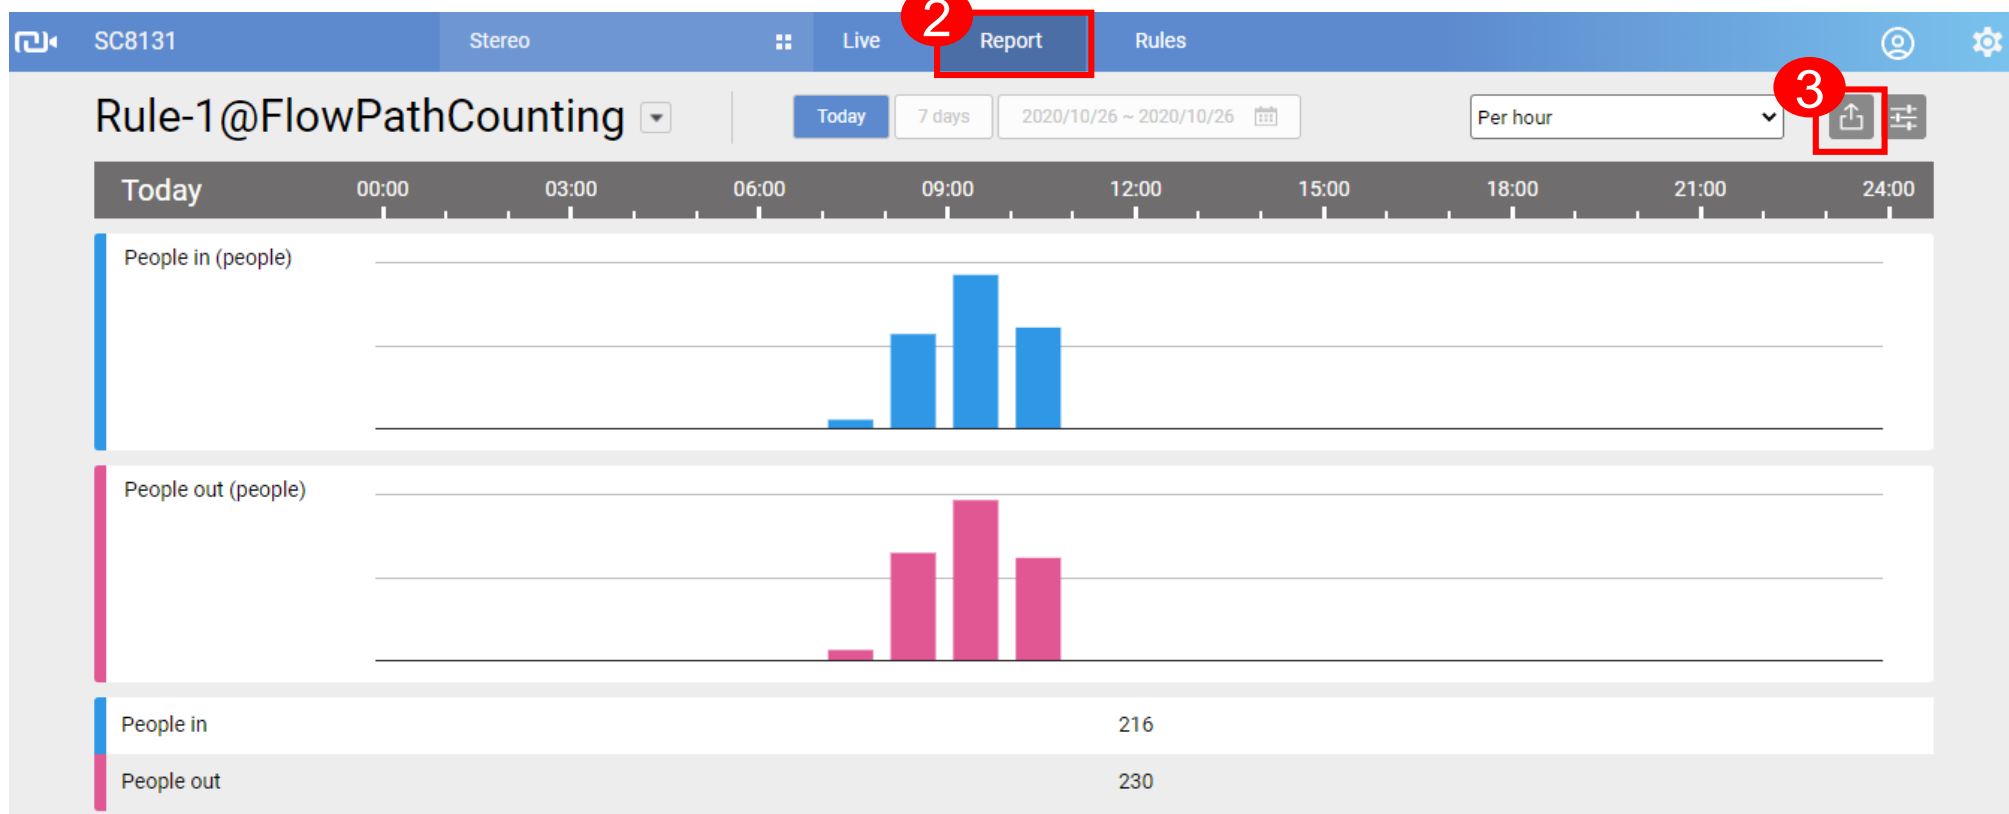 2
SC8131 Stereo Live Report Rules
3
Rule-1@FlowPathCounting Today 7 days 2020/10/26 ~ 2020/10/26 Per hour
Today 00:00 03:00 06:00 09:00 12:00 15:00 18:00 21:00 24:00
People in (people)
People out (people)
People in 216
People out 230